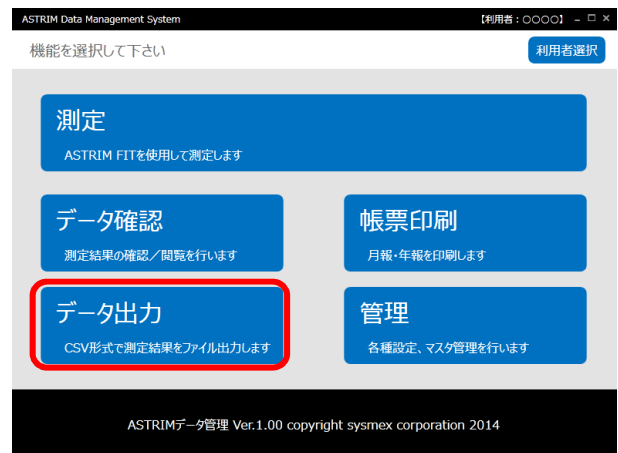 ASTRIM Data Management System 【利用者：○○○○】
機能を選択して下さい 利用者選択
測定
ASTRIM FITを使用して測定します
データ確認
測定結果の確認／閲覧を行います
帳票印刷
月報・年報を印刷します
データ出力
CSV形式で測定結果をファイル出力します
管理
各種設定、マスタ管理を行います
ASTRIMデータ管理 Ver.1.00 copyright sysmex corporation 2014